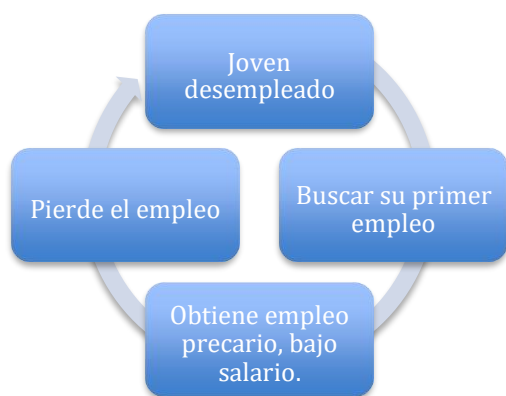 Joven
desempleado
Buscar su primer
empleo
Obtiene empleo
precario, bajo
salario.
Pierde el empleo